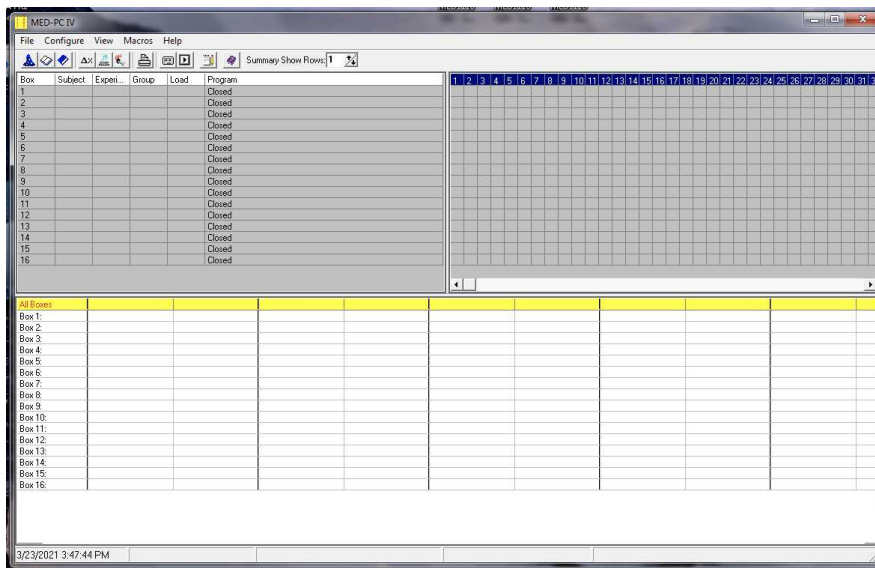 MED-PC IV
File Configure View Macros Help
Summary Show Rows: 1
Box Subject Experi... Group Load Program
1 2 3 4 5 6 7 8 9 10 11 12 13 14 15 16 17 18 19 20 21 22 23 24 25 26 27 28 29 30 31
1 Closed
2 Closed
3 Closed
4 Closed
5 Closed
6 Closed
7 Closed
8 Closed
9 Closed
10 Closed
11 Closed
12 Closed
13 Closed
14 Closed
15 Closed
16 Closed
All Boxes
Box 1:
Box 2:
Box 3:
Box 4:
Box 5:
Box 6:
Box 7:
Box 8:
Box 9:
Box 10:
Box 11:
Box 12:
Box 13:
Box 14:
Box 15:
Box 16:
3/23/2021 3:47:44 PM